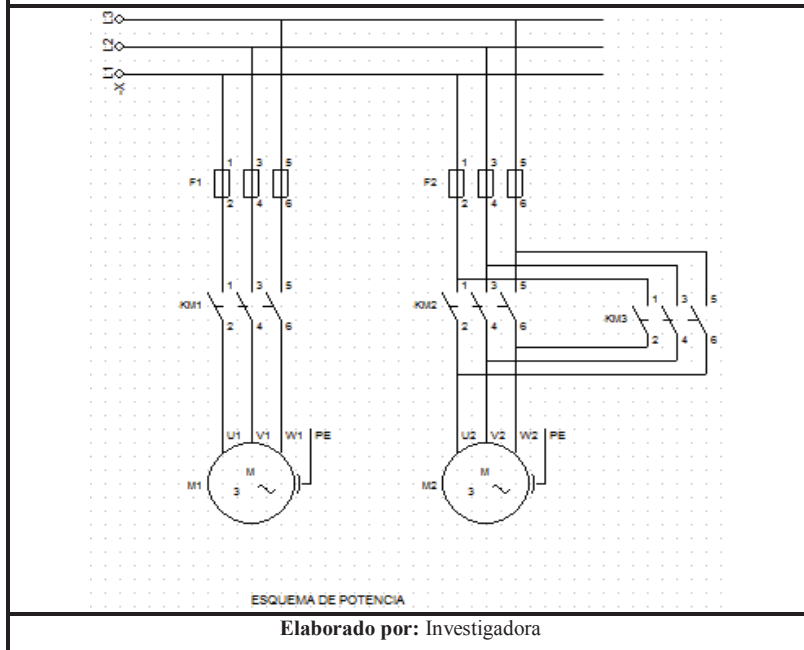 L3
L2
L1
F1 1 3 5
2 4 6
F2 1 3 5
2 4 6
KM1 1 3 5
2 4 6
KM2 1 3 5
2 4 6
KM3 1 3 5
2 4 6
U1 V1 W1 PE
M1 M
3
U2 V2 W2 PE
M2 M
3
ESQUEMA DE POTENCIA
Elaborado por: Investigadora